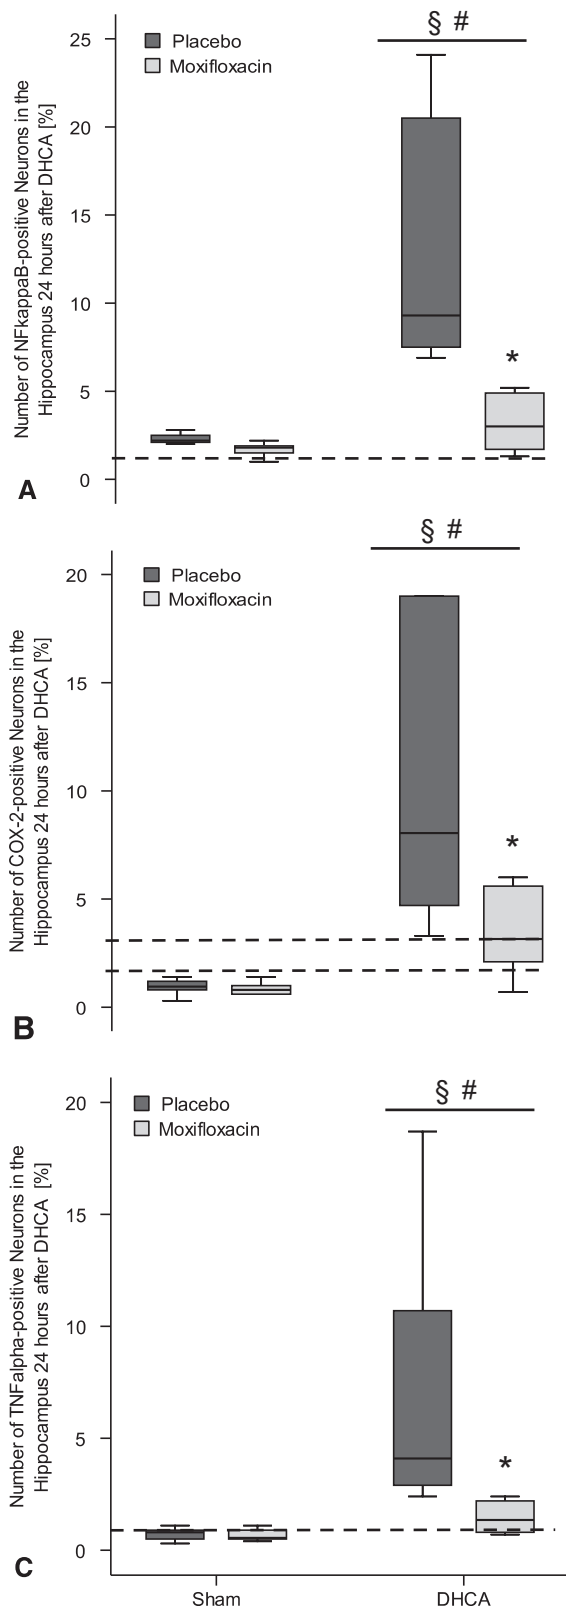 § #
25
Placebo
Moxifloxacin
20
15
10
*
5
0
Number of NFkappaB-positive Neurons in the
Hippocampus 24 hours after DHCA [%]
A
§ #
20
Placebo
Moxifloxacin
15
10
*
5
0
Number of COX-2-positive Neurons in the
Hippocampus 24 hours after DHCA [%]
B
§ #
20
Placebo
Moxifloxacin
15
10
5
*
0
Number of TNFalpha-positive Neurons in the
Hippocampus 24 hours after DHCA [%]
C
Sham
DHCA